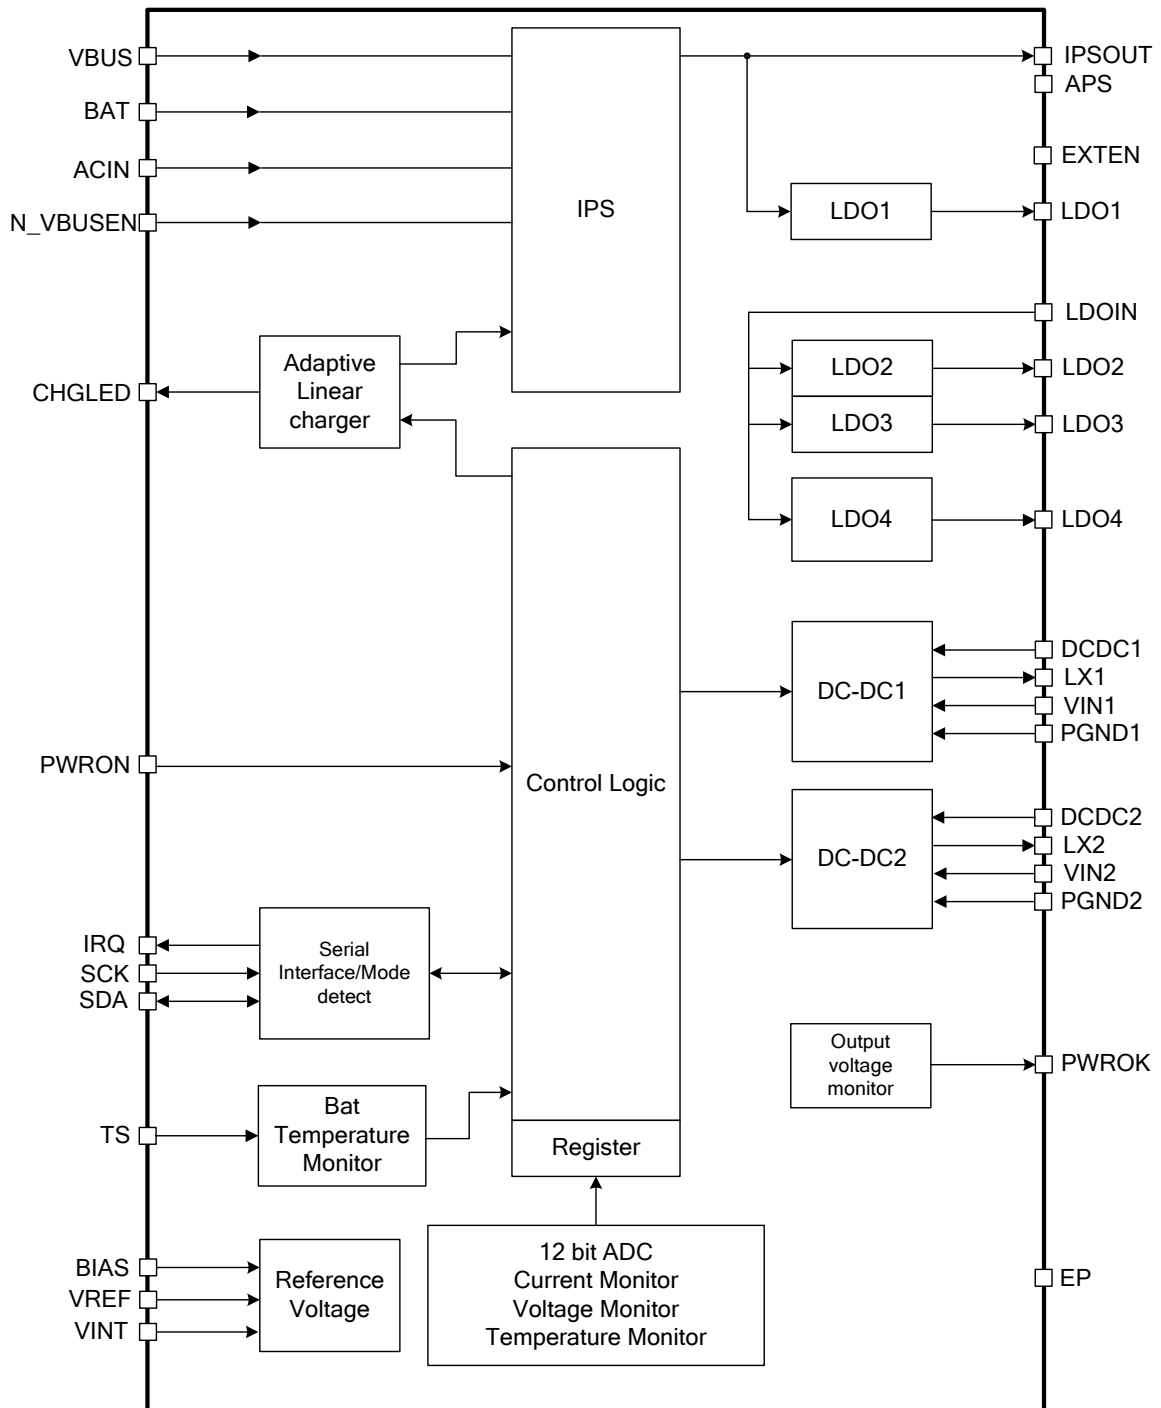 VBUS
BAT
ACIN
N_VBUSEN
IPS
IPSOUT
APS
EXTEN
LDO1
LDO1
LDOIN
CHGLED
Adaptive
Linear
charger
LDO2
LDO2
LDO3
LDO3
LDO4
LDO4
DC-DC1
DCDC1
LX1
VIN1
PGND1
PWRON
Control Logic
DC-DC2
DCDC2
LX2
VIN2
PGND2
IRQ
SCK
SDA
Serial
Interface/Mode
detect
Output
voltage
monitor
PWROK
TS
Bat
Temperature
Monitor
Register
BIAS
VREF
VINT
Reference
Voltage
12 bit ADC
Current Monitor
Voltage Monitor
Temperature Monitor
EP